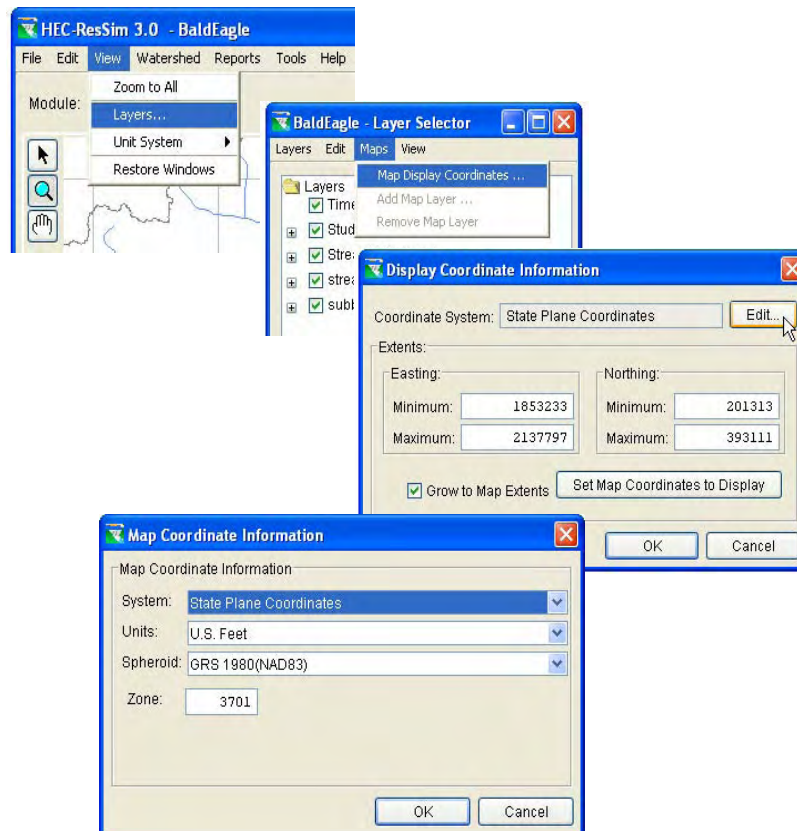 HEC-ResSim 3.0 - BaldEagle
File Edit View Watershed Reports Tools Help
Module:
Zoom to All
Layers...
Unit System
Restore Windows
BaldEagle - Layer Selector
Layers Edit Maps View
Map Display Coordinates ...
Add Map Layer ...
Remove Map Layer
Layers
Time
Stud
Stre
strea
Display Coordinate Information
Coordinate System: State Plane Coordinates Edit...
Extents:
Easting: Northing:
Minimum: 1853233 Minimum: 201313
Maximum: 2137797 Maximum: 393111
Grow to Map Extents Set Map Coordinates to Display
OK Cancel
Map Coordinate Information
Map Coordinate Information
System: State Plane Coordinates
Units: U.S. Feet
Spheroid: GRS 1980(NAD83)
Zone: 3701
OK Cancel